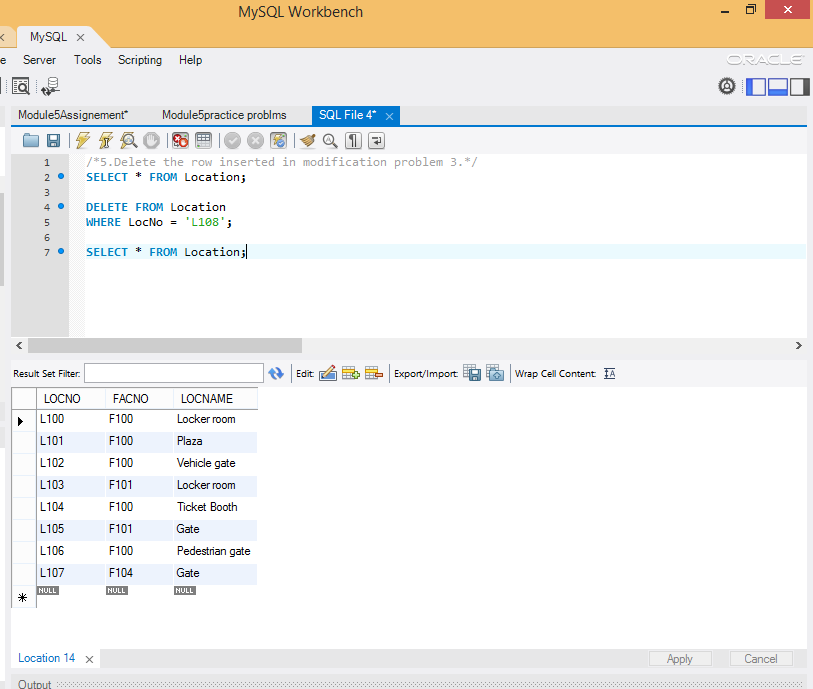 MySQL Workbench
MySQL
e Server Tools Scripting Help
ORACLE
Module5Assignement* Module5practice problms SQL File 4*
1 /*5.Delete the row inserted in modification problem 3.*/
2 SELECT * FROM Location;
3
4 DELETE FROM Location
5 WHERE LocNo = 'L108';
6
7 SELECT * FROM Location;
Result Set Filter: Edit: Export/Import: Wrap Cell Content:
LOCNO FACNO LOCNAME
L100 F100 Locker room
L101 F100 Plaza
L102 F100 Vehicle gate
L103 F101 Locker room
L104 F100 Ticket Booth
L105 F101 Gate
L106 F100 Pedestrian gate
L107 F104 Gate
NULL NULL NULL
Location 14 Apply Cancel
Output